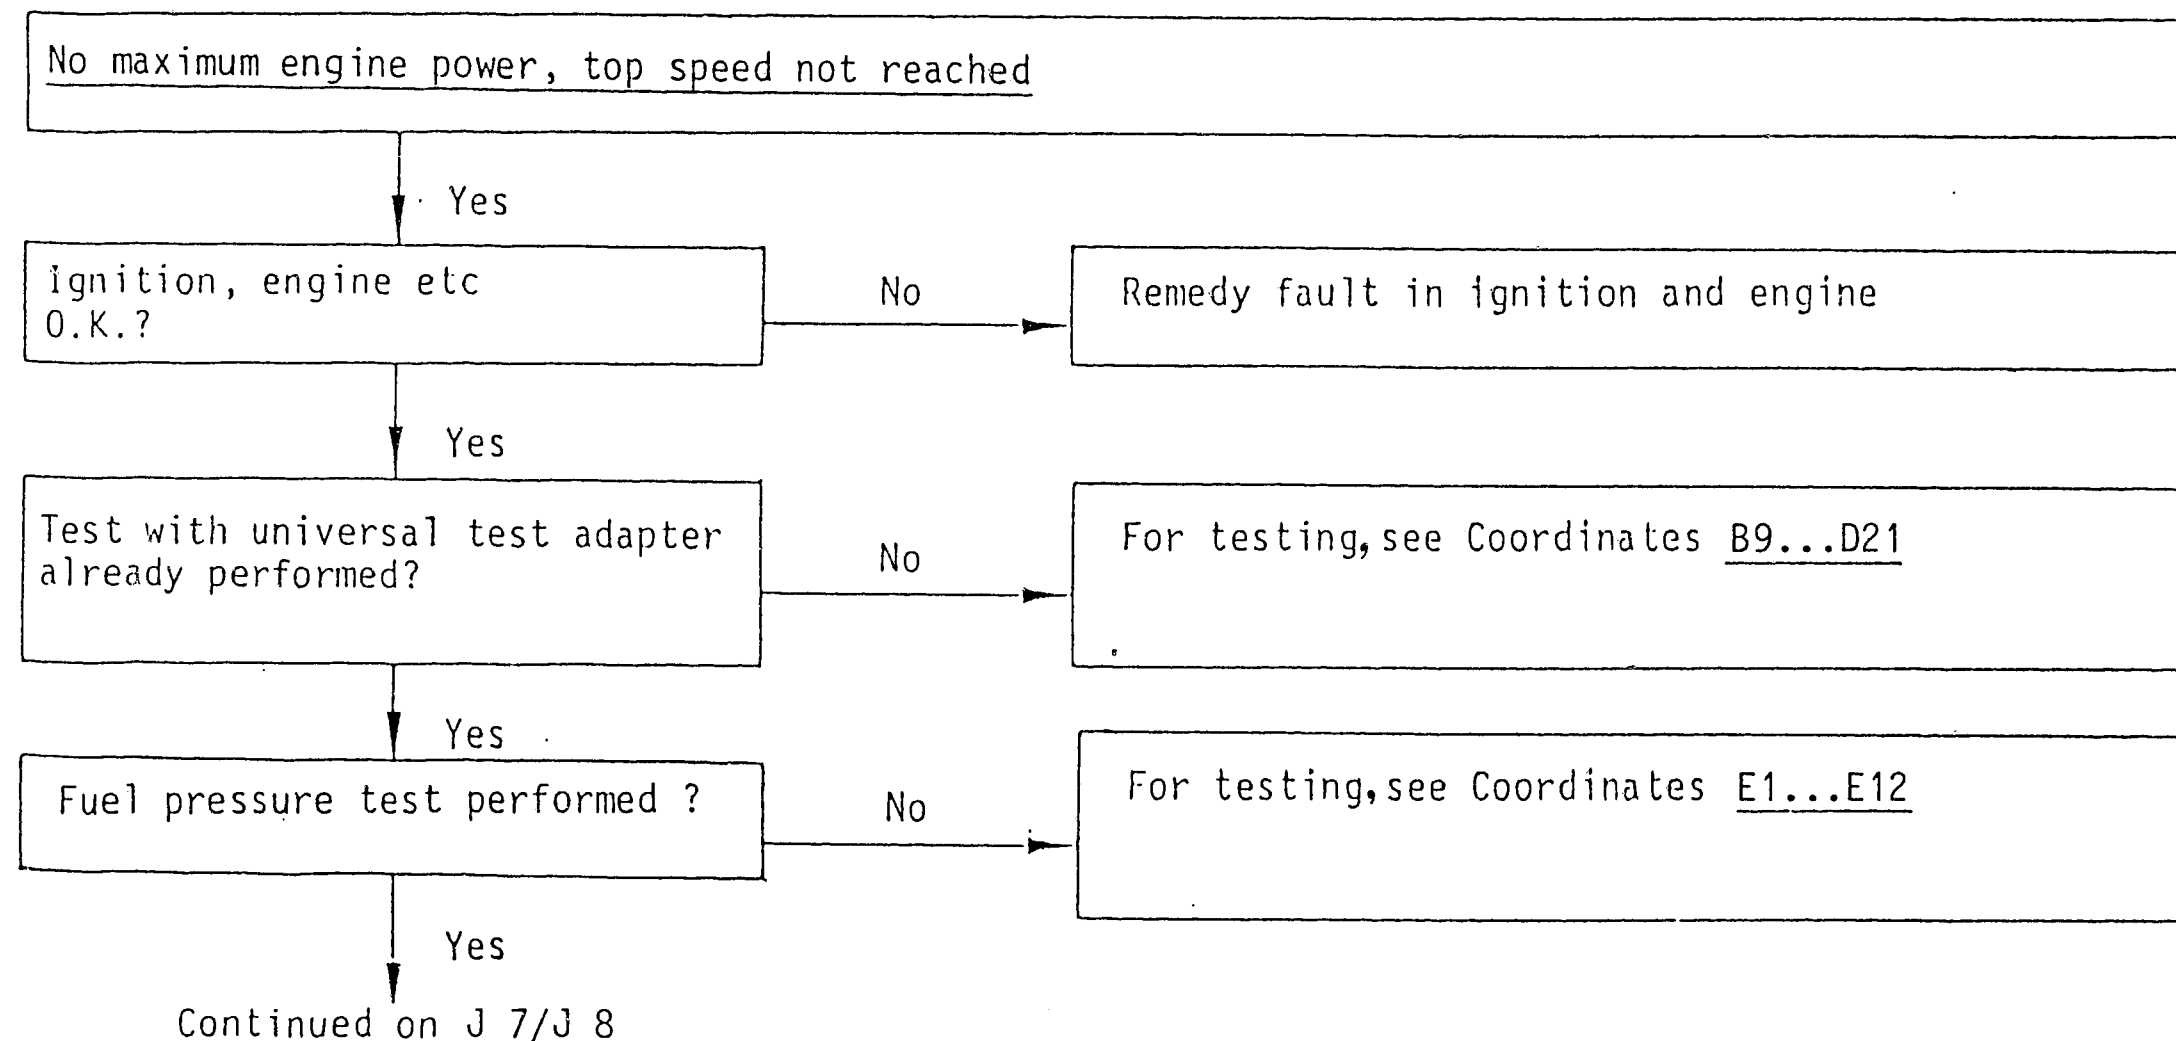 No maximum engine power, top speed not reached
Yes
Ignition, engine etc
O.K.?
No
Remedy fault in ignition and engine
Yes
Test with universal test adapter
already performed?
No
For testing, see Coordinates B9...D21
Yes
Fuel pressure test performed ?
No
For testing, see Coordinates E1...E12
Yes
Continued on J 7/J 8